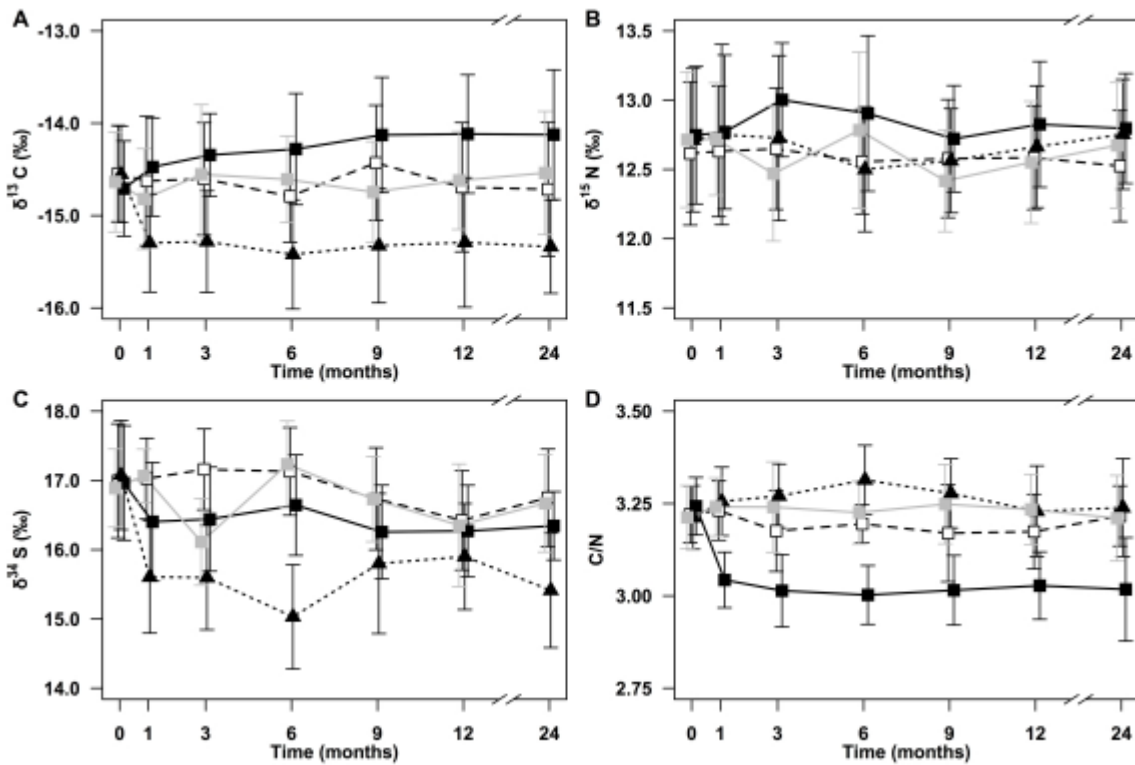 A
δ13 C (‰)
-13.0
-14.0
-15.0
-16.0
0 1 3 6 9 12 24
Time (months)
B
δ15 N (‰)
13.5
13.0
12.5
12.0
11.5
0 1 3 6 9 12 24
Time (months)
C
δ34 S (‰)
18.0
17.0
16.0
15.0
14.0
0 1 3 6 9 12 24
Time (months)
D
C/N
3.50
3.25
3.00
2.75
0 1 3 6 9 12 24
Time (months)